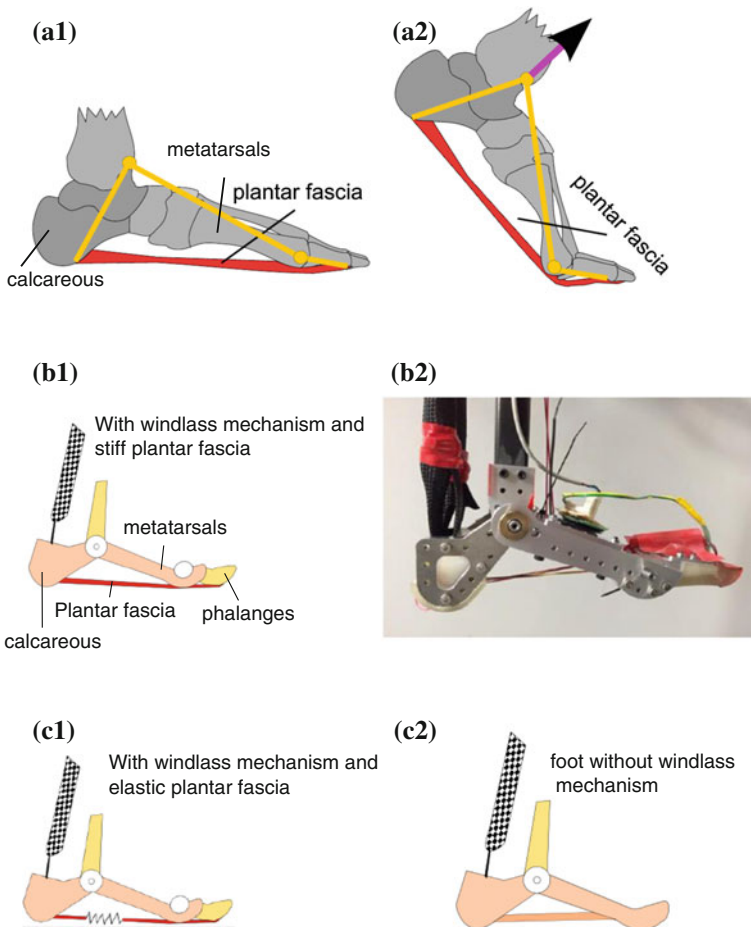 (a1)
(a2)
metatarsals
plantar fascia
calcareous
plantar fascia
(b1)
With windlass mechanism and
stiff plantar fascia
metatarsals
Plantar fascia
phalanges
calcareous
(b2)
(c1)
With windlass mechanism and
elastic plantar fascia
(c2)
foot without windlass
mechanism